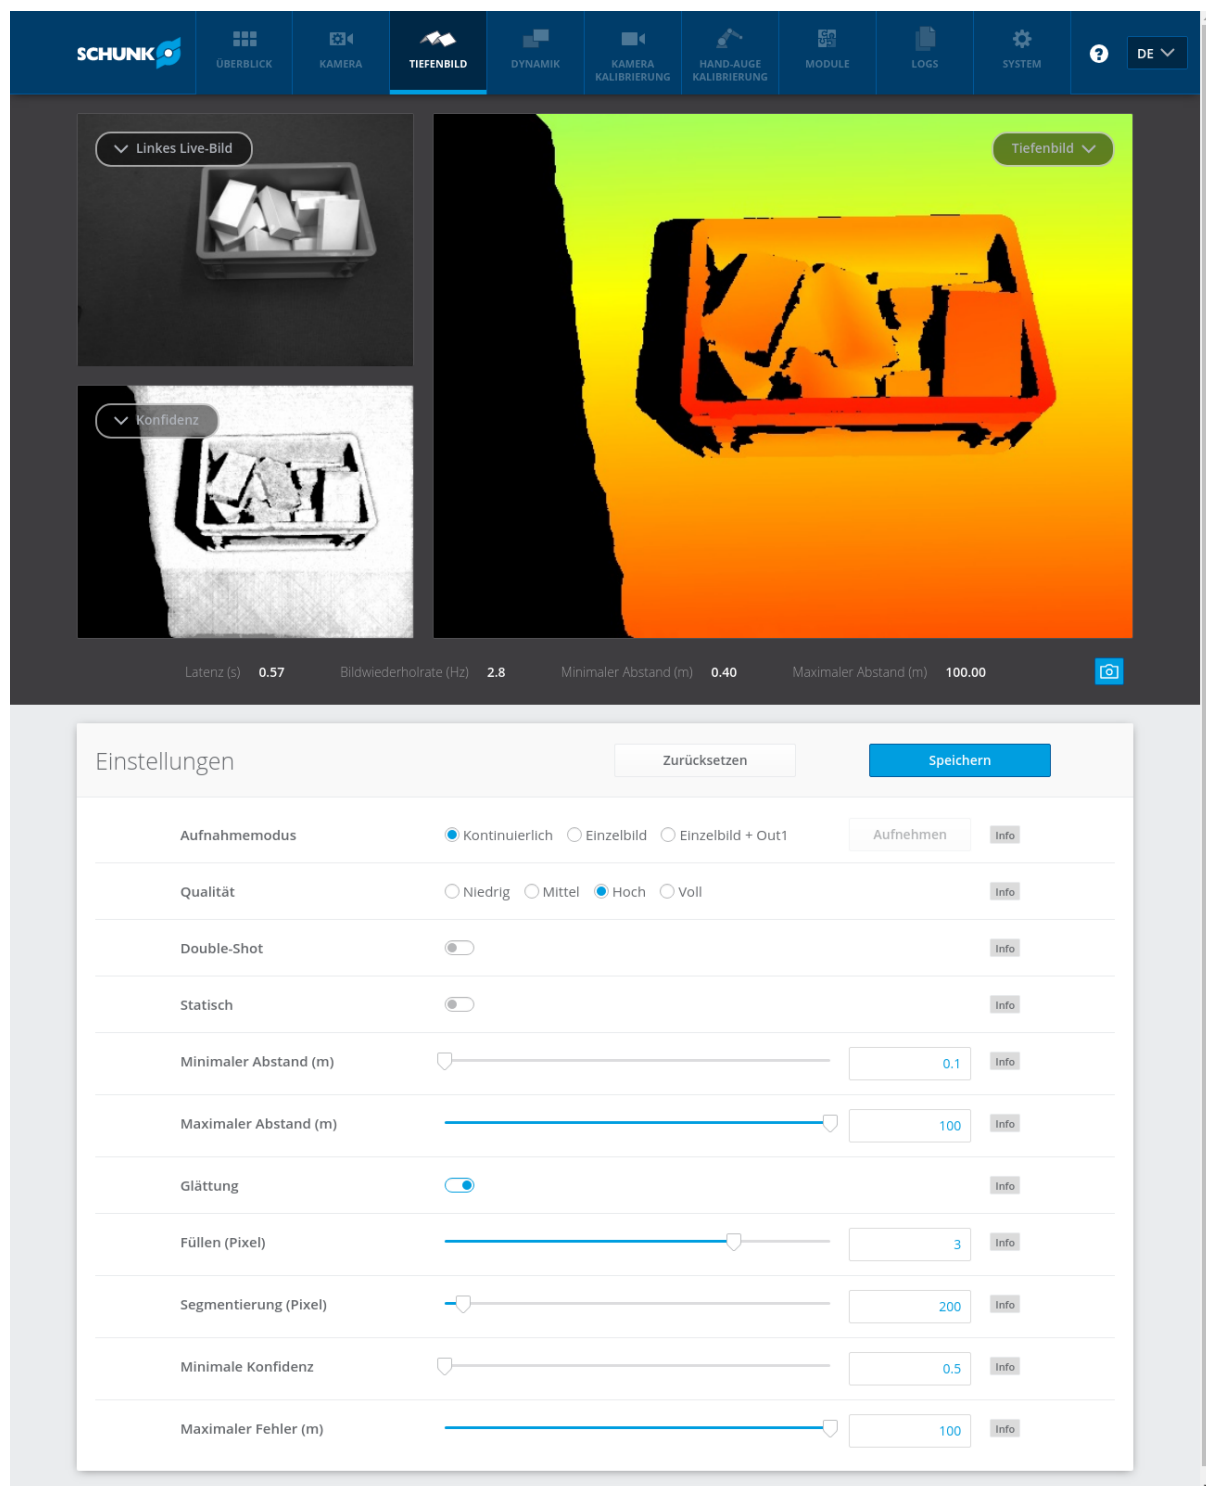 SCHUNK
ÜBERBLICK
KAMERA
TIEFENBILD
DYNAMIK
KAMERA
KALIBRIERUNG
HAND-AUGE
KALIBRIERUNG
MODULE
LOGS
SYSTEM
?
DE
Linkes Live-Bild
Tiefenbild
Konfidenz
Latenz (s) 0.57 Bildwiederholrate (Hz) 2.8 Minimaler Abstand (m) 0.40 Maximaler Abstand (m) 100.00
Einstellungen Zurücksetzen Speichern
Aufnahmemodus Kontinuierlich Einzelbild Einzelbild + Out1 Aufnehmen Info
Qualität Niedrig Mittel Hoch Voll Info
Double-Shot Info
Statisch Info
Minimaler Abstand (m) 0.1 Info
Maximaler Abstand (m) 100 Info
Glättung Info
Füllen (Pixel) 3 Info
Segmentierung (Pixel) 200 Info
Minimale Konfidenz 0.5 Info
Maximaler Fehler (m) 100 Info